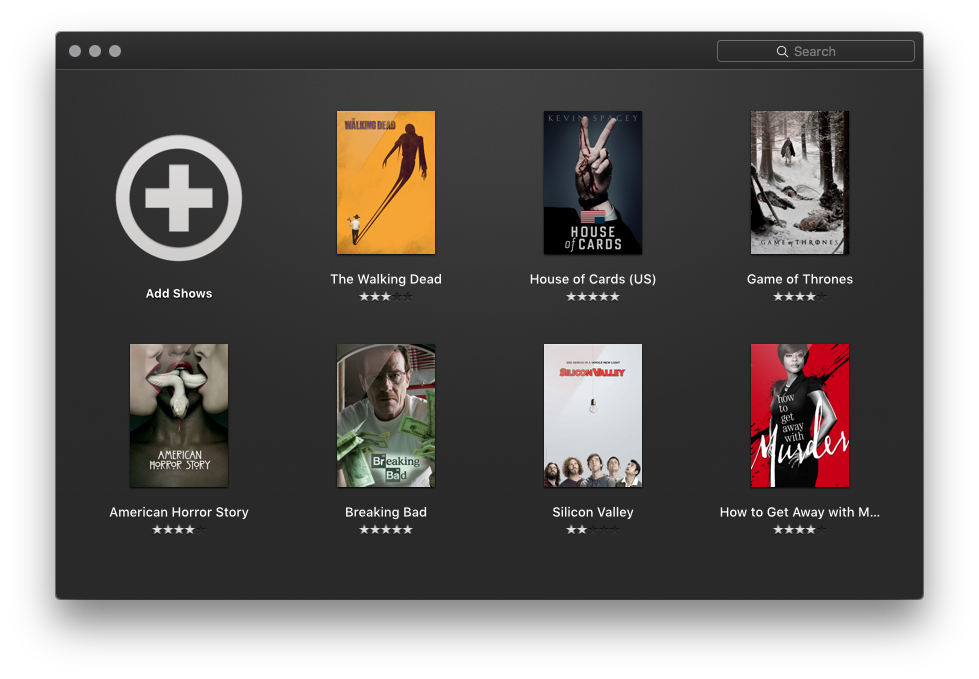 Search
THE
WALKING DEAD
KEVIN SPACEY
HOUSE
of CARDS
GAME of THRONES
Add Shows
The Walking Dead
House of Cards (US)
Game of Thrones
AMERICAN
HORROR STORY
Breaking
Bad
SILICON VALLEY
how
to
get
away
with
Murder
American Horror Story
Breaking Bad
Silicon Valley
How to Get Away with M...